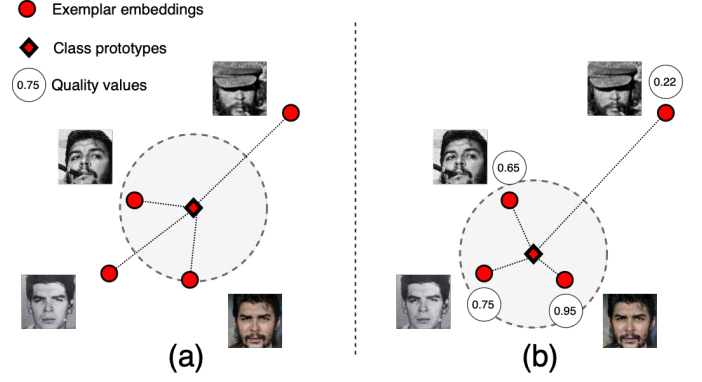 Exemplar embeddings
Class prototypes
0.75 Quality values
0.22
0.65
0.75
0.95
(a)
(b)